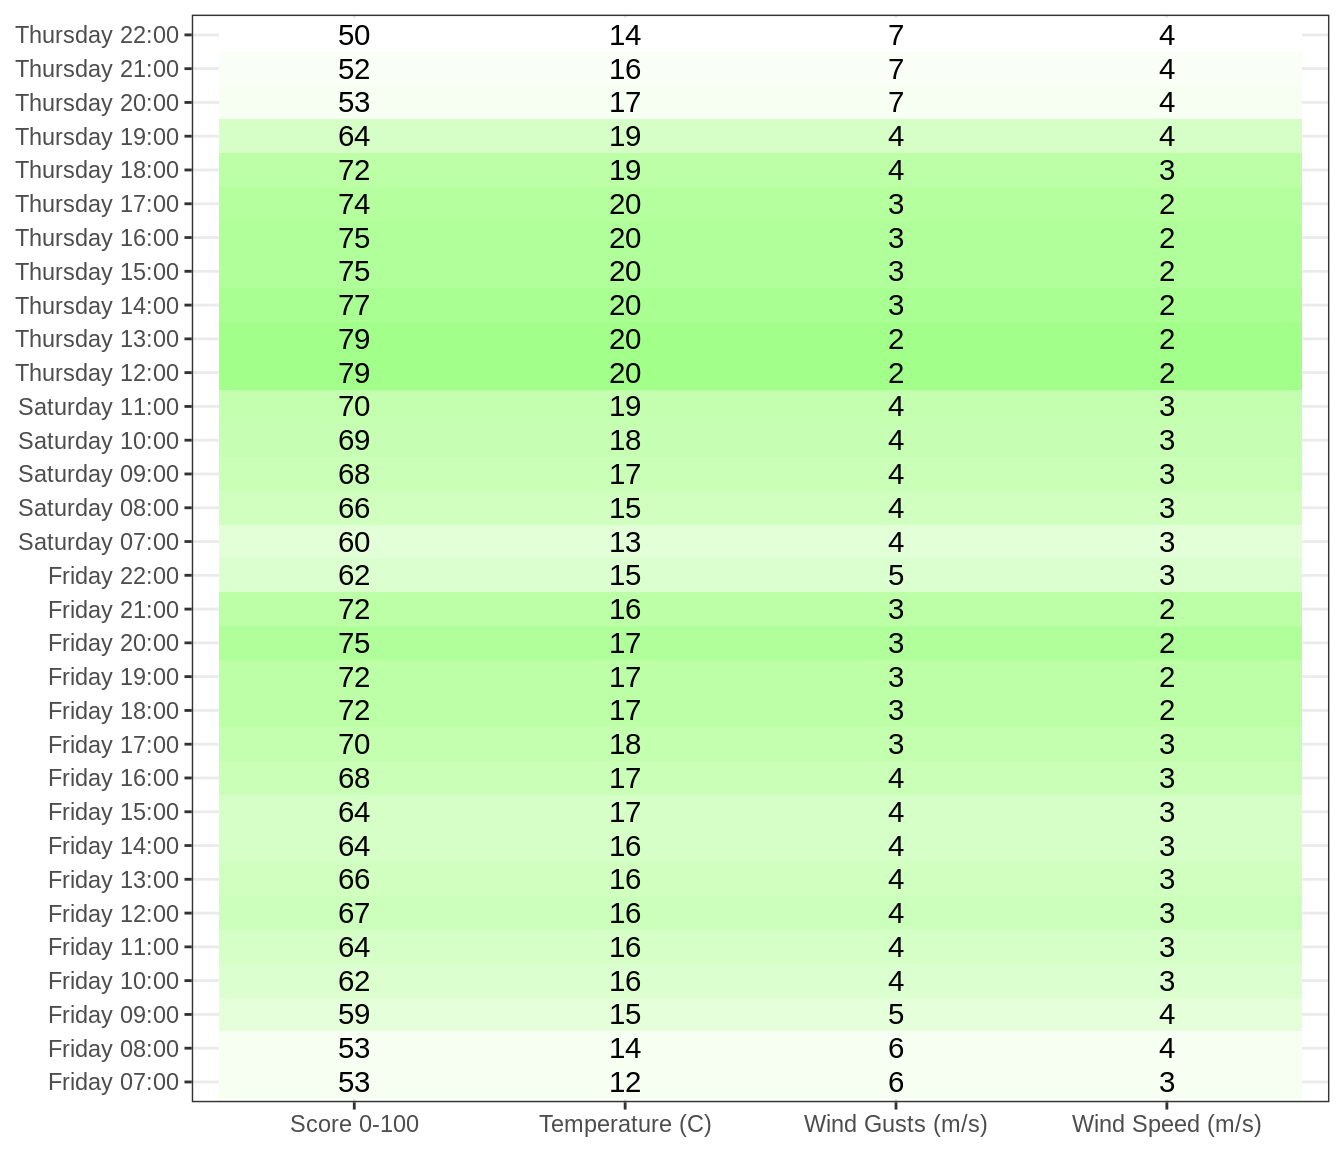 Thursday 22:00 50 14 7 4
Thursday 21:00 52 16 7 4
Thursday 20:00 53 17 7 4
Thursday 19:00 64 19 4 4
Thursday 18:00 72 19 4 3
Thursday 17:00 74 20 3 2
Thursday 16:00 75 20 3 2
Thursday 15:00 75 20 3 2
Thursday 14:00 77 20 3 2
Thursday 13:00 79 20 2 2
Thursday 12:00 79 20 2 2
Saturday 11:00 70 19 4 3
Saturday 10:00 69 18 4 3
Saturday 09:00 68 17 4 3
Saturday 08:00 66 15 4 3
Saturday 07:00 60 13 4 3
Friday 22:00 62 15 5 3
Friday 21:00 72 16 3 2
Friday 20:00 75 17 3 2
Friday 19:00 72 17 3 2
Friday 18:00 72 17 3 2
Friday 17:00 70 18 3 3
Friday 16:00 68 17 4 3
Friday 15:00 64 17 4 3
Friday 14:00 64 16 4 3
Friday 13:00 66 16 4 3
Friday 12:00 67 16 4 3
Friday 11:00 64 16 4 3
Friday 10:00 62 16 4 3
Friday 09:00 59 15 5 4
Friday 08:00 53 14 6 4
Friday 07:00 53 12 6 3
Score 0-100 Temperature (C) Wind Gusts (m/s) Wind Speed (m/s)